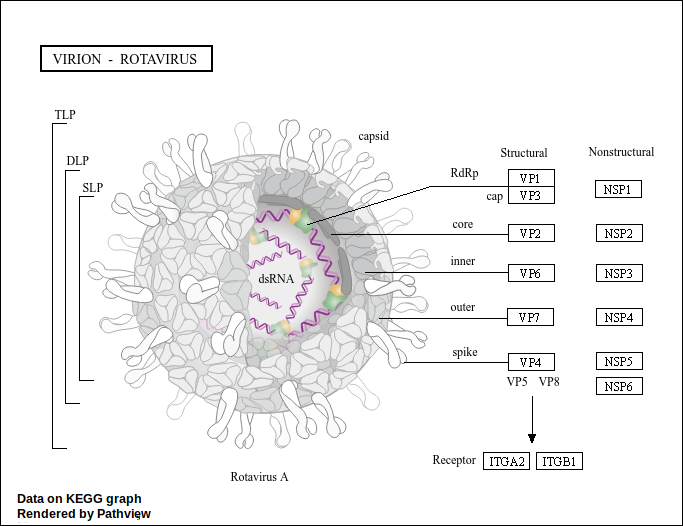 VIRION - ROTAVIRUS
TLP
DLP
SLP
capsid
dsRNA
Rotavirus A
Structural
Nonstructural
RdRp
VP1
cap
VP3
NSP1
core
VP2
NSP2
inner
VP6
NSP3
outer
VP7
NSP4
spike
VP4
NSP5
VP5 VP8
NSP6
Receptor
ITGA2
ITGB1
Data on KEGG graph
Rendered by Pathview